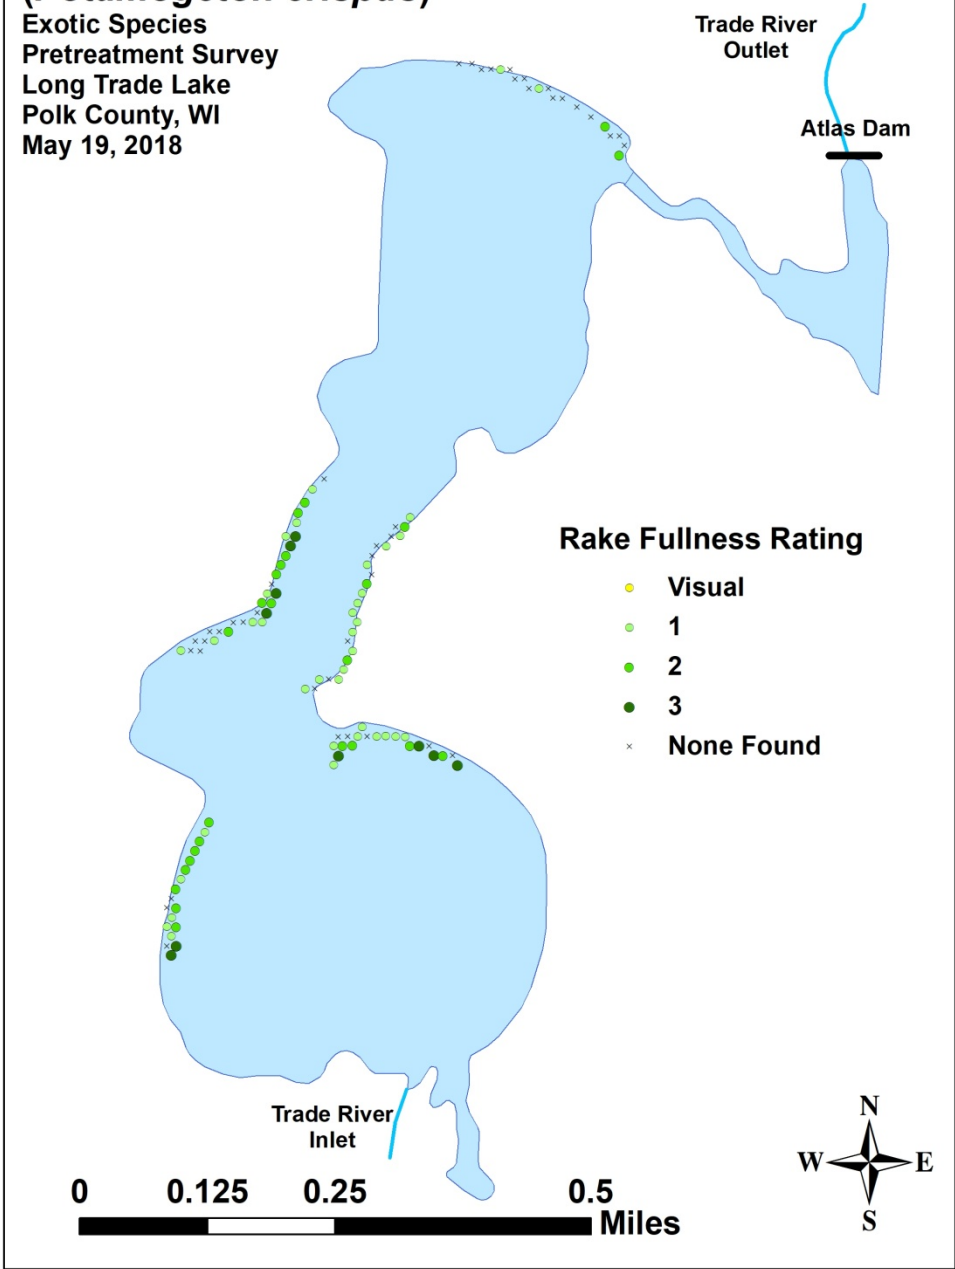 (Potamogeton crispus)
Exotic Species
Pretreatment Survey
Long Trade Lake
Polk County, WI
May 19, 2018
Trade River
Outlet
Atlas Dam
Rake Fullness Rating
Visual
1
2
3
None Found
Trade River
Inlet
N
W E
S
0 0.125 0.25 0.5
Miles